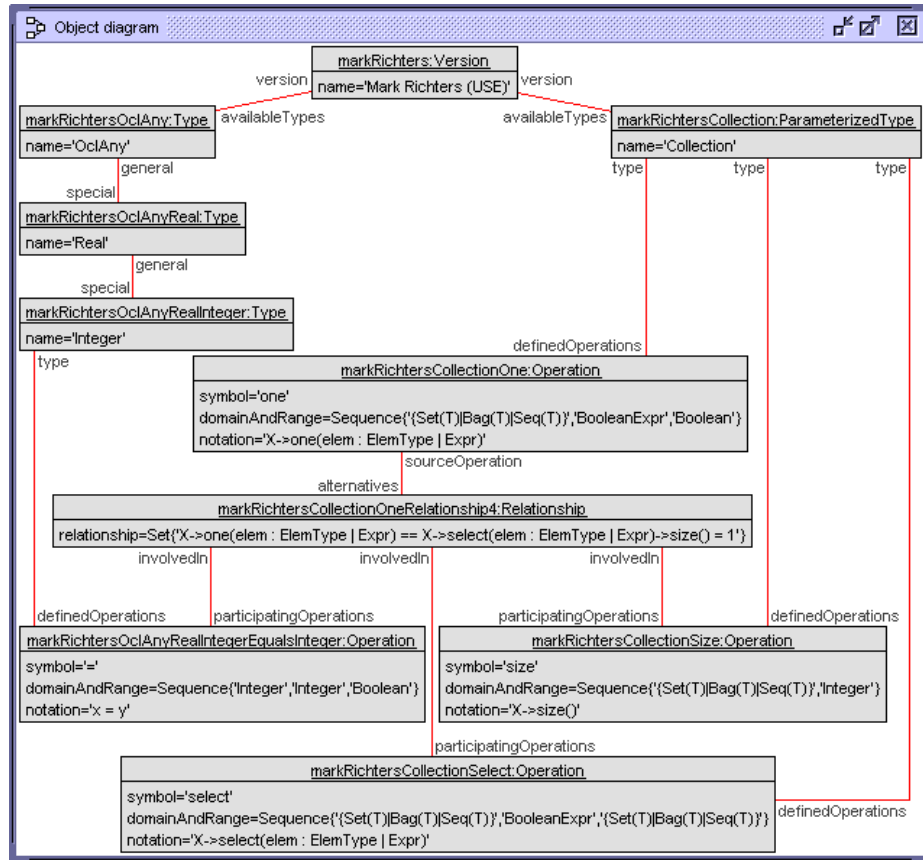 Object diagram
markRichters:Version
version
version
name='Mark Richters (USE)'
availableTypes
availableTypes
markRichtersOclAny:Type
markRichtersCollection:ParameterizedType
name='OclAny'
name='Collection'
general
type
type
type
special
markRichtersOclAnyReal:Type
name='Real'
general
special
markRichtersOclAnyRealInteger:Type
name='Integer'
type
definedOperations
markRichtersCollectionOne:Operation
symbol='one'
domainAndRange=Sequence{'{Set(T)|Bag(T)|Seq(T)}','BooleanExpr','Boolean'}
notation='X->one(elem : ElemType | Expr)'
sourceOperation
alternatives
markRichtersCollectionOneRelationship4:Relationship
relationship=Set{'X->one(elem : ElemType | Expr) == X->select(elem : ElemType | Expr)->size() = 1'}
involvedIn
involvedIn
involvedIn
definedOperations
participatingOperations
participatingOperations
definedOperations
markRichtersOclAnyRealIntegerEqualsInteger:Operation
symbol='='
domainAndRange=Sequence{'Integer','Integer','Boolean'}
notation='x = y'
markRichtersCollectionSize:Operation
symbol='size'
domainAndRange=Sequence{'{Set(T)|Bag(T)|Seq(T)}','Integer'}
notation='X->size()'
participatingOperations
markRichtersCollectionSelect:Operation
symbol='select'
domainAndRange=Sequence{'{Set(T)|Bag(T)|Seq(T)}','BooleanExpr','{Set(T)|Bag(T)|Seq(T)}'}
notation='X->select(elem : ElemType | Expr)'
definedOperations